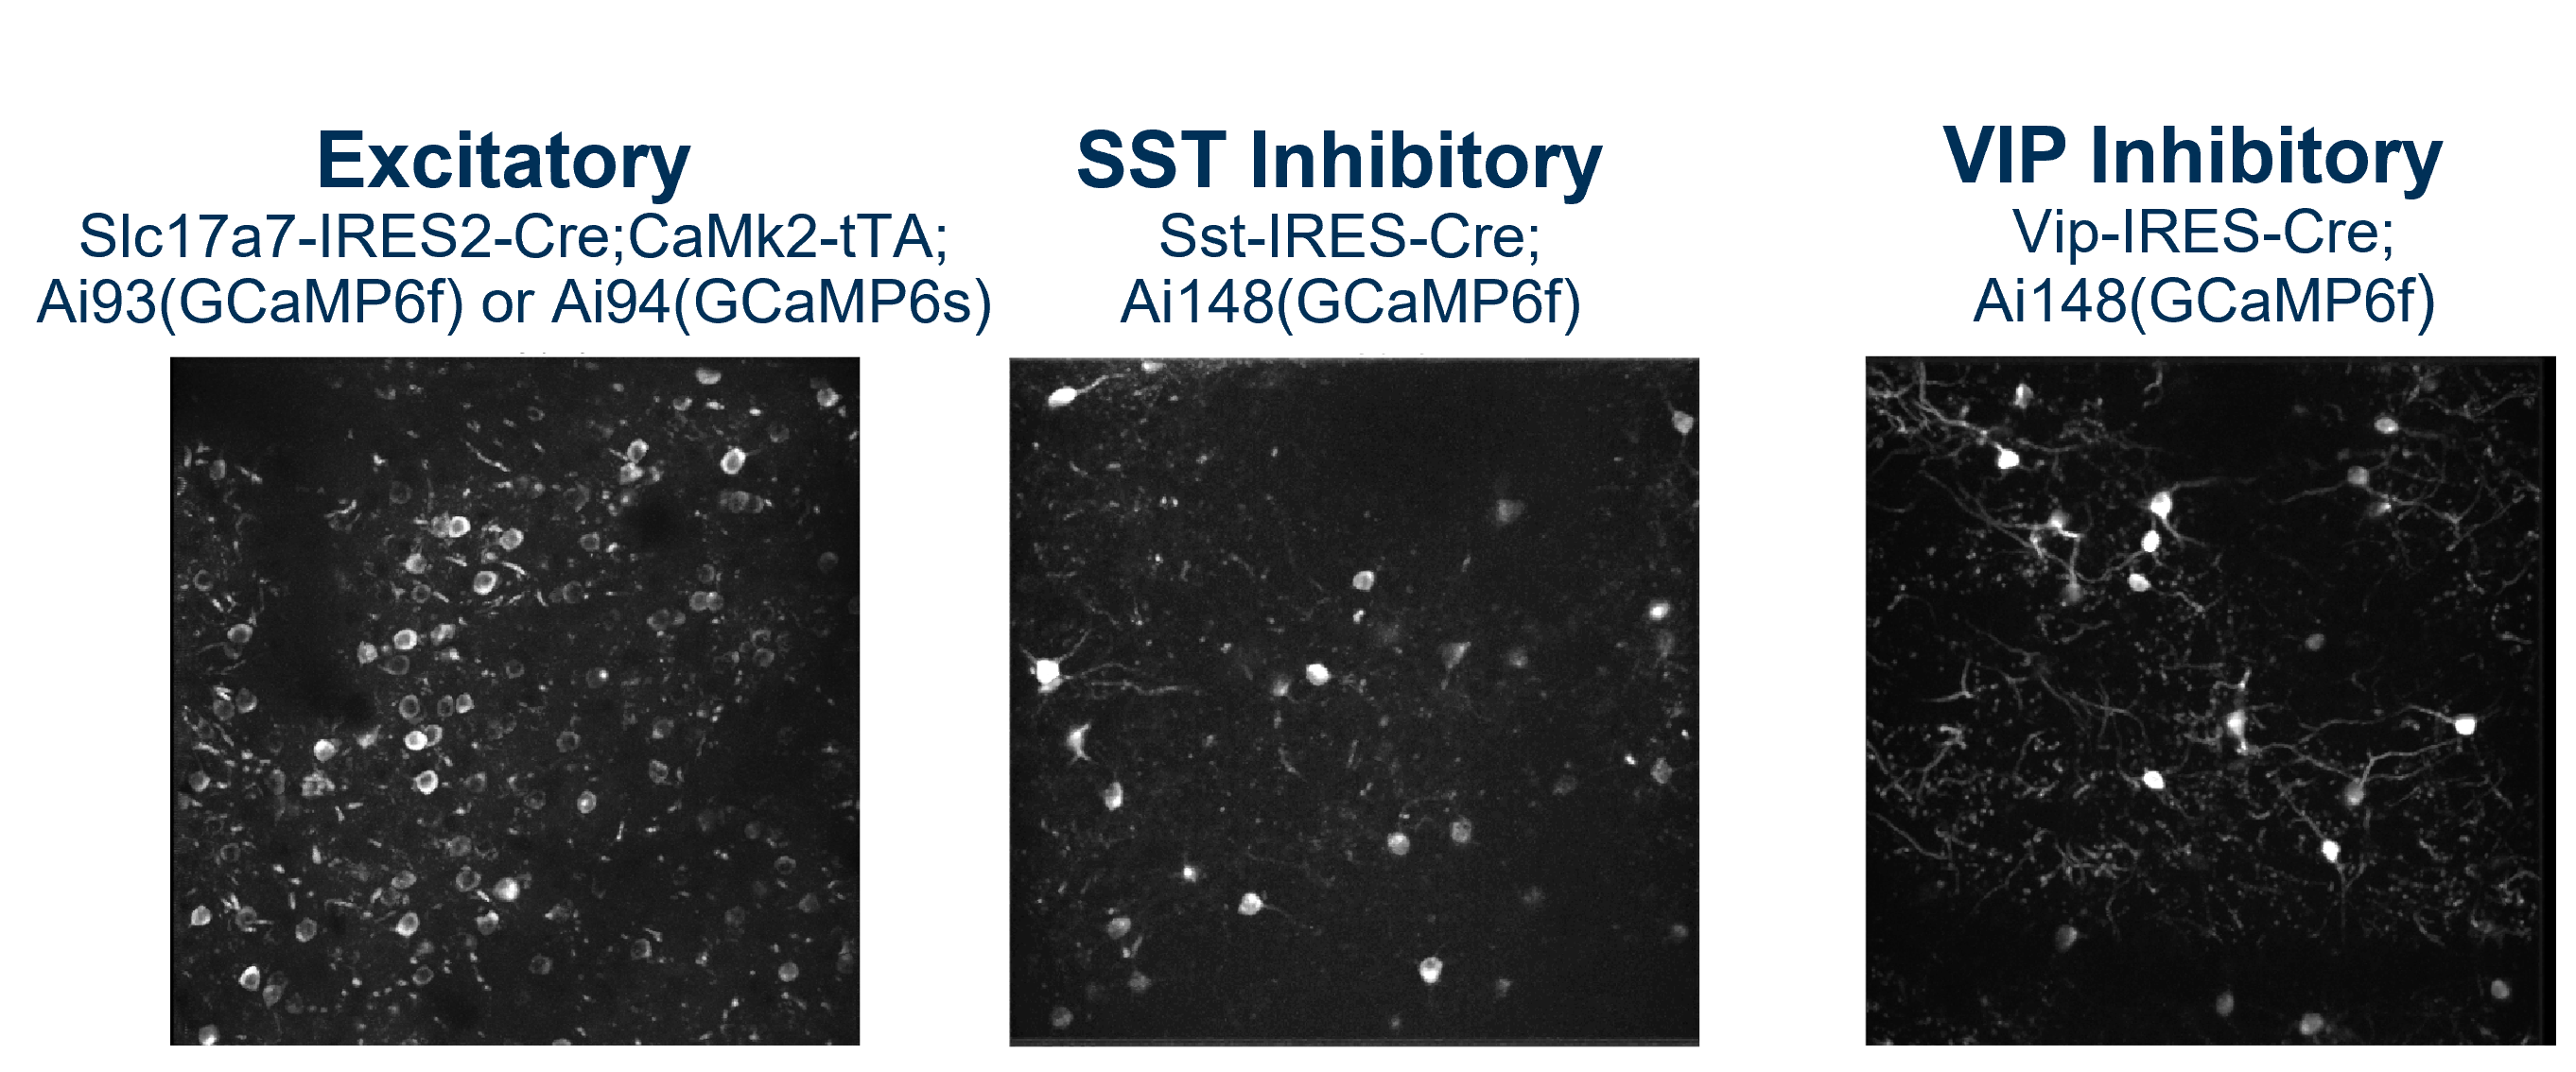 Excitatory
Slc17a7-IRES2-Cre;CaMk2-tTA;
Ai93(GCaMP6f) or Ai94(GCaMP6s)
SST Inhibitory
Sst-IRES-Cre;
Ai148(GCaMP6f)
VIP Inhibitory
Vip-IRES-Cre;
Ai148(GCaMP6f)